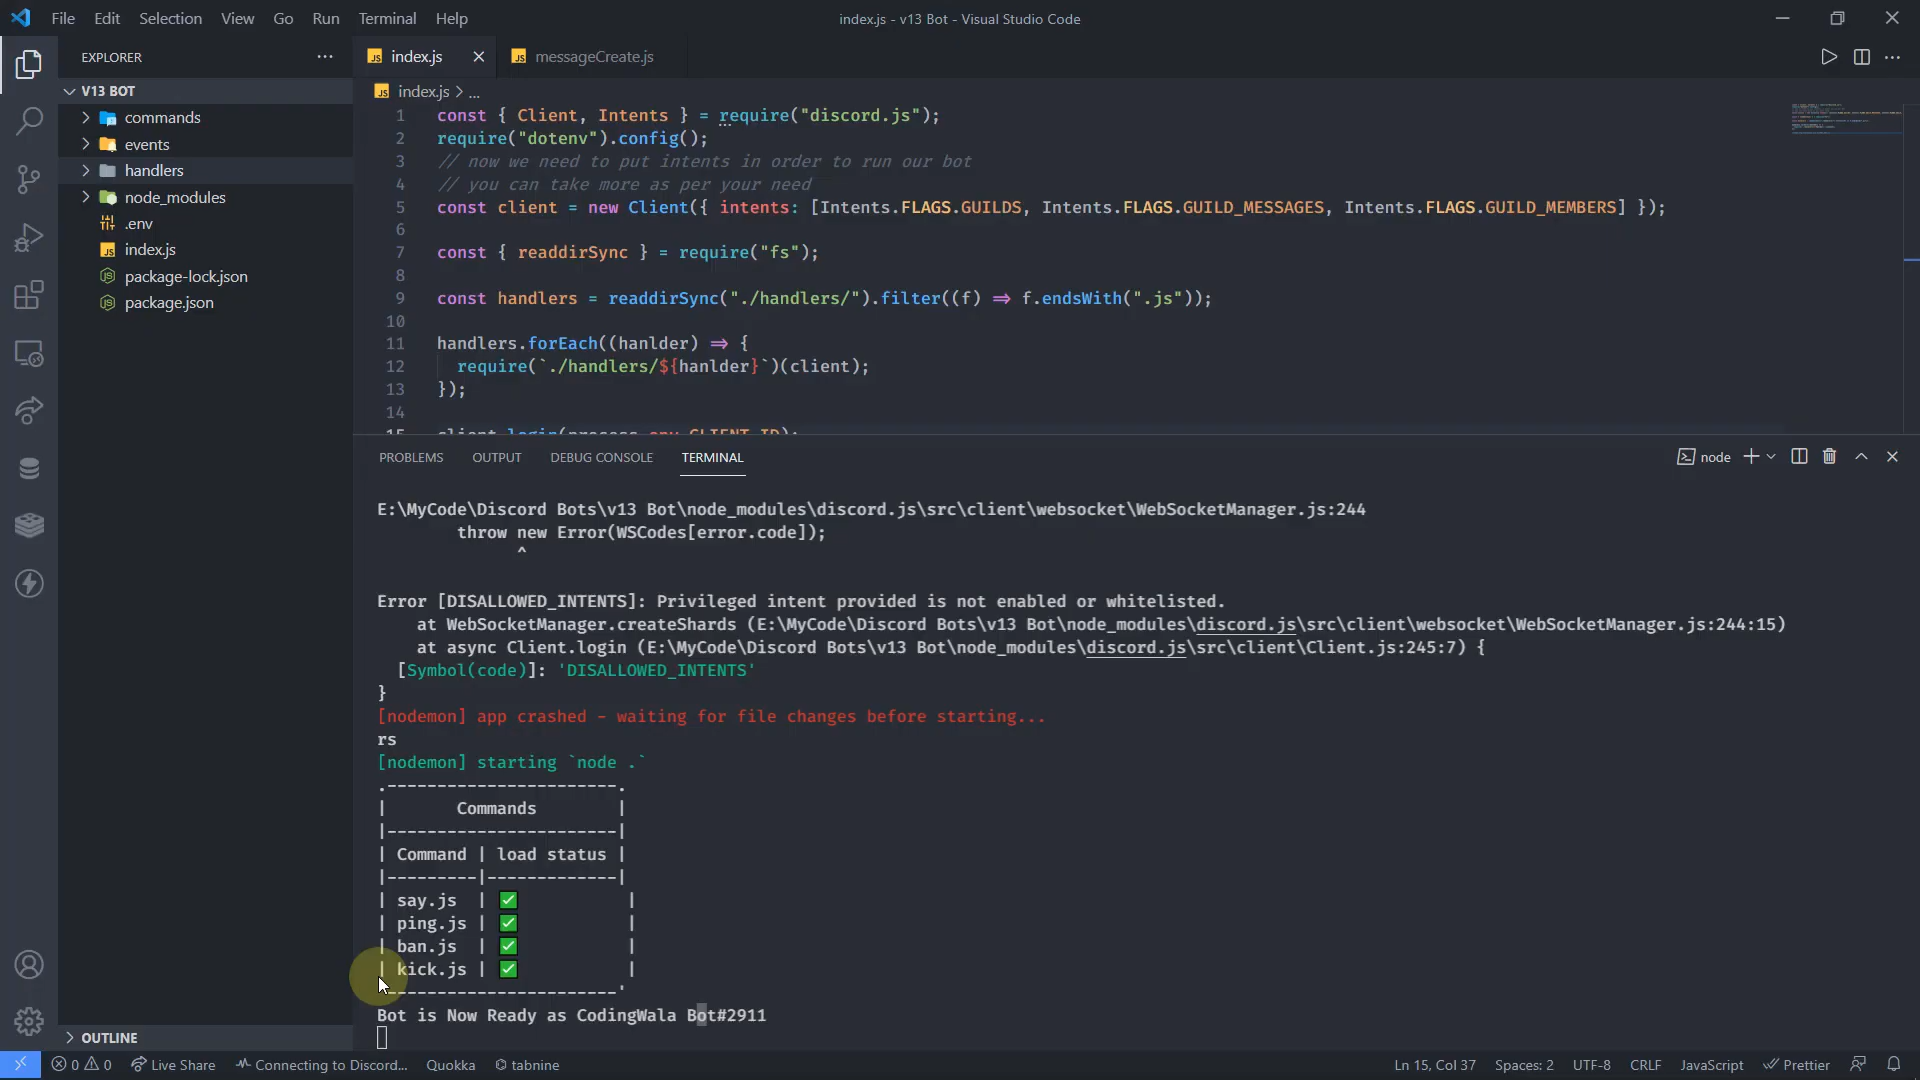 File Edit Selection View Go Run Terminal Help
index.js - v13 Bot - Visual Studio Code
EXPLORER
V13 BOT
commands
events
handlers
node_modules
.env
index.js
package-lock.json
package.json
OUTLINE
JS index.js
JS messageCreate.js
JS index.js > ...
1 const { Client, Intents } = require("discord.js");
2 require("dotenv").config();
3 // now we need to put intents in order to run our bot
4 // you can take more as per your need
5 const client = new Client({ intents: [Intents.FLAGS.GUILDS, Intents.FLAGS.GUILD_MESSAGES, Intents.FLAGS.GUILD_MEMBERS] });
6
7 const { readdirSync } = require("fs");
8
9 const handlers = readdirSync("./handlers/").filter((f) => f.endsWith(".js"));
10
11 handlers.forEach((hanlder) => {
12 require(`./handlers/${hanlder}`)(client);
13 });
14
15 client.login(process.env.CLIENT_ID);
PROBLEMS OUTPUT DEBUG CONSOLE TERMINAL
node
E:\MyCode\Discord Bots\v13 Bot\node_modules\discord.js\src\client\websocket\WebSocketManager.js:244
throw new Error(WSCodes[error.code]);
^
Error [DISALLOWED_INTENTS]: Privileged intent provided is not enabled or whitelisted.
at WebSocketManager.createShards (E:\MyCode\Discord Bots\v13 Bot\node_modules\discord.js\src\client\websocket\WebSocketManager.js:244:15)
at async Client.login (E:\MyCode\Discord Bots\v13 Bot\node_modules\discord.js\src\client\Client.js:245:7) {
[Symbol(code)]: 'DISALLOWED_INTENTS'
}
[nodemon] app crashed - waiting for file changes before starting...
rs
[nodemon] starting `node .`
.-----------------------.
| Commands |
|-----------------------|
| Command | load status |
|---------|-------------|
| say.js | ✅ |
| ping.js | ✅ |
| ban.js | ✅ |
| kick.js | ✅ |
'-----------------------'
Bot is Now Ready as CodingWala Bot#2911
0 0 Live Share Connecting to Discord... Quokka tabnine
Ln 15, Col 37 Spaces: 2 UTF-8 CRLF JavaScript Prettier